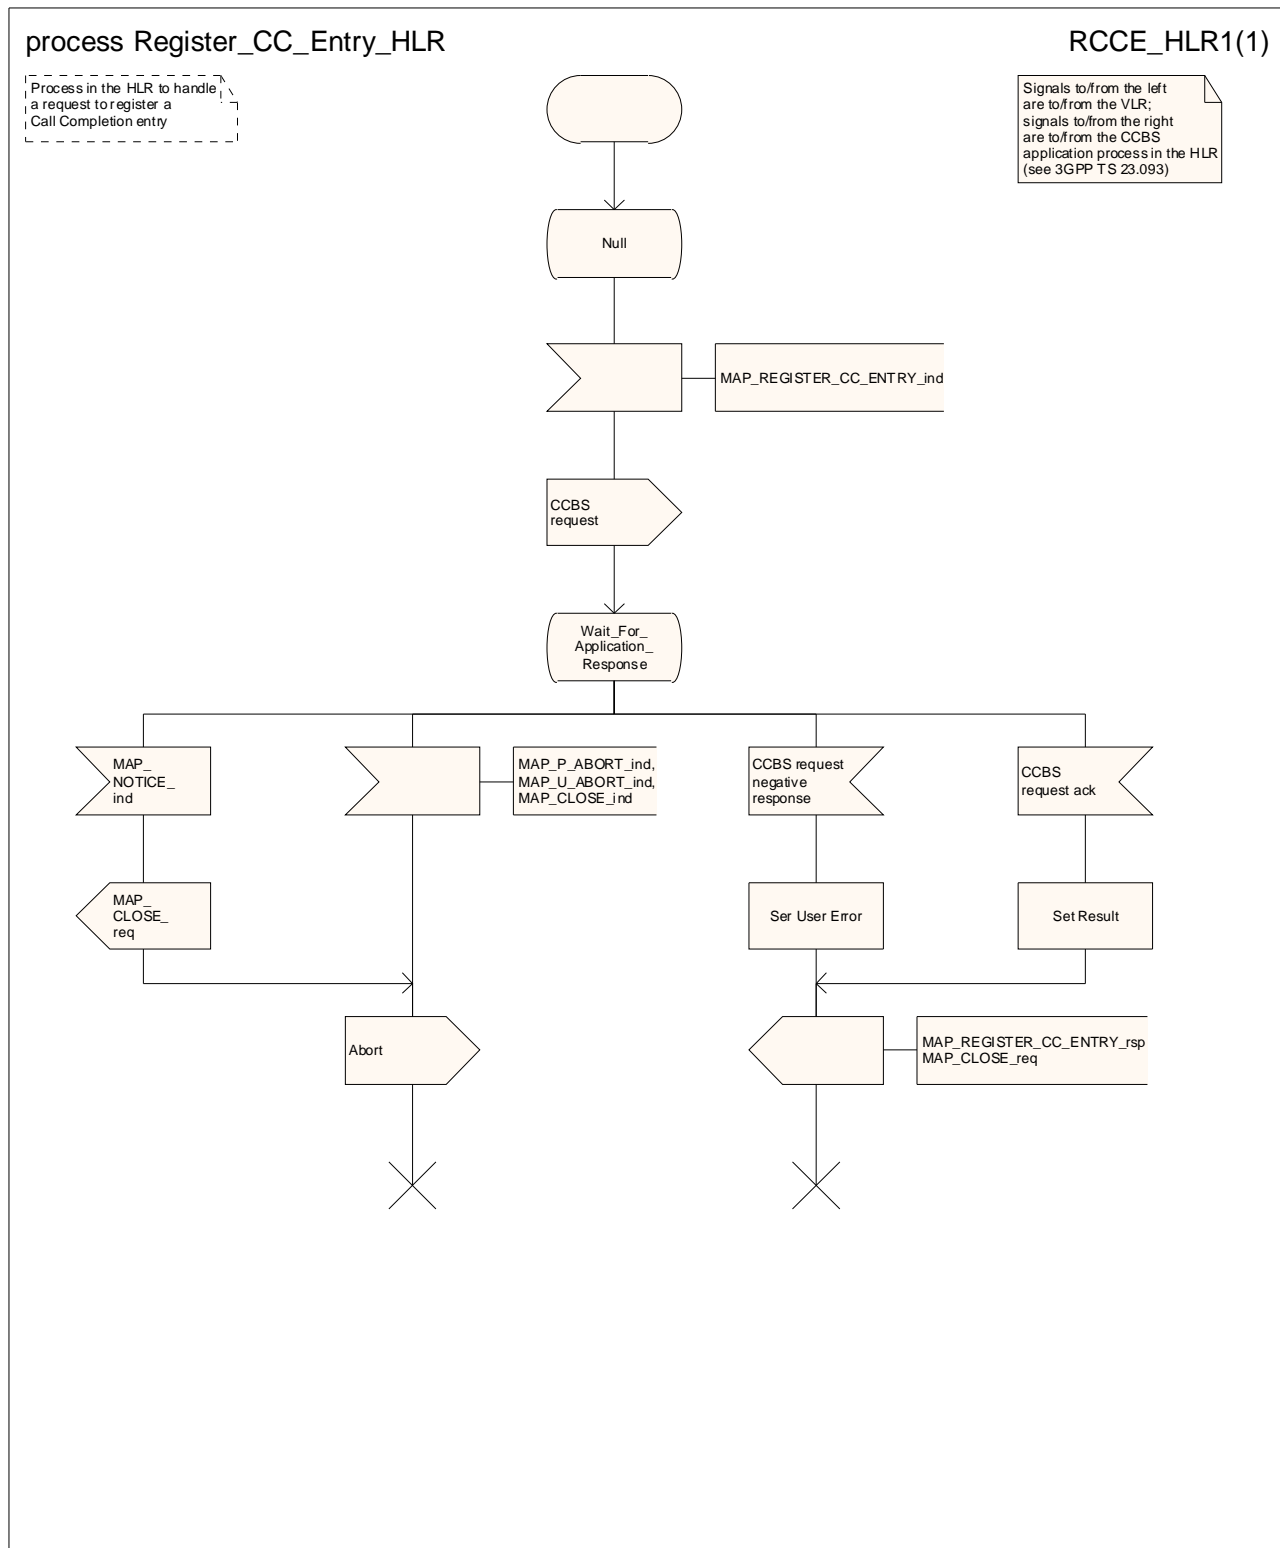 process Register_CC_Entry_HLR
RCCE_HLR1(1)
Process in the HLR to handle
a request to register a
Call Completion entry
Signals to/from the left
are to/from the VLR;
signals to/from the right
are to/from the CCBS
application process in the HLR
(see 3GPP TS 23.093)
Null
MAP_REGISTER_CC_ENTRY_ind
CCBS
request
Wait_For_
Application_
Response
MAP_
NOTICE_
ind
MAP_P_ABORT_ind,
MAP_U_ABORT_ind,
MAP_CLOSE_ind
CCBS request
negative
response
CCBS
request ack
MAP_
CLOSE_
req
Ser User Error
Set Result
Abort
MAP_REGISTER_CC_ENTRY_rsp
MAP_CLOSE_req